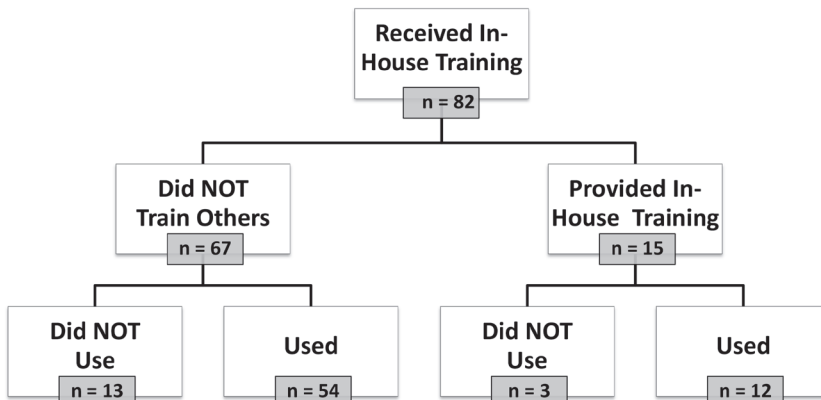 Received In-
House Training
n = 82
Did NOT
Train Others
n = 67
Provided In-
House Training
n = 15
Did NOT
Use
n = 13
Used
n = 54
Did NOT
Use
n = 3
Used
n = 12